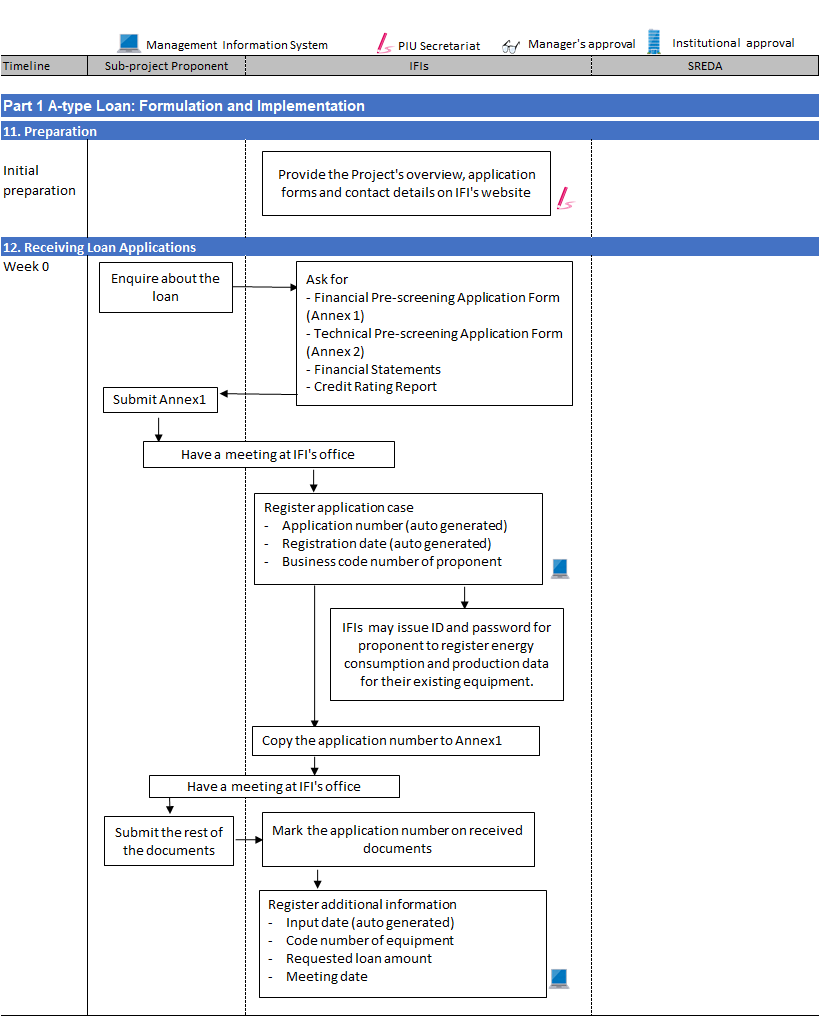 Management Information System
PIU Secretariat
Manager's approval
Institutional approval
Timeline
Sub-project Proponent
IFIs
SREDA
Part 1 A-type Loan: Formulation and Implementation
11. Preparation
Initial
preparation
Provide the Project's overview, application
forms and contact details on IFI's website
12. Receiving Loan Applications
Week 0
Enquire about the
loan
Ask for
- Financial Pre-screening Application Form
(Annex 1)
- Technical Pre-screening Application Form
(Annex 2)
- Financial Statements
- Credit Rating Report
Submit Annex1
Have a meeting at IFI's office
Register application case
- Application number (auto generated)
- Registration date (auto generated)
- Business code number of proponent
IFIs may issue ID and password for
proponent to register energy
consumption and production data
for their existing equipment.
Copy the application number to Annex1
Have a meeting at IFI's office
Submit the rest of
the documents
Mark the application number on received
documents
Register additional information
- Input date (auto generated)
- Code number of equipment
- Requested loan amount
- Meeting date